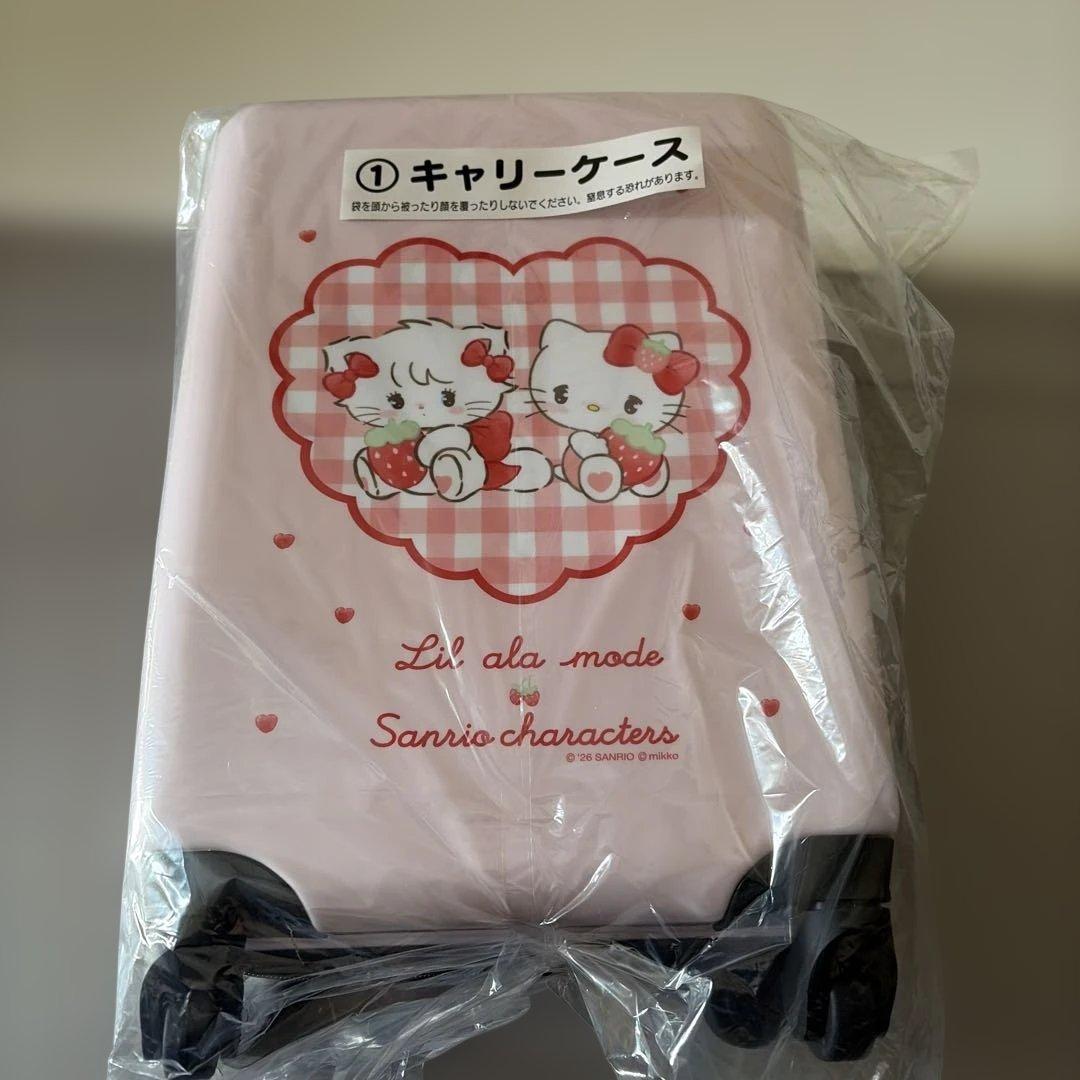 ① キャリーケース
袋を頭から被ったり顔を覆ったりしないでください。窒息する恐れがあります。
Lil ala mode
Sanrio characters
© '26 SANRIO © mikko